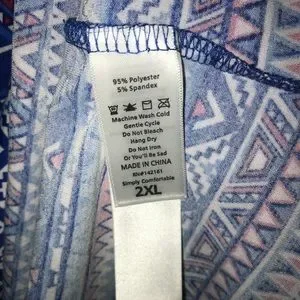 95% Polyester
5% Spandex
Machine Wash Cold
Gentle Cycle
Do Not Bleach
Hang Dry
Do Not Iron
Or You'll Be Sad
MADE IN CHINA
RN#142161
Simply Comfortable
2XL